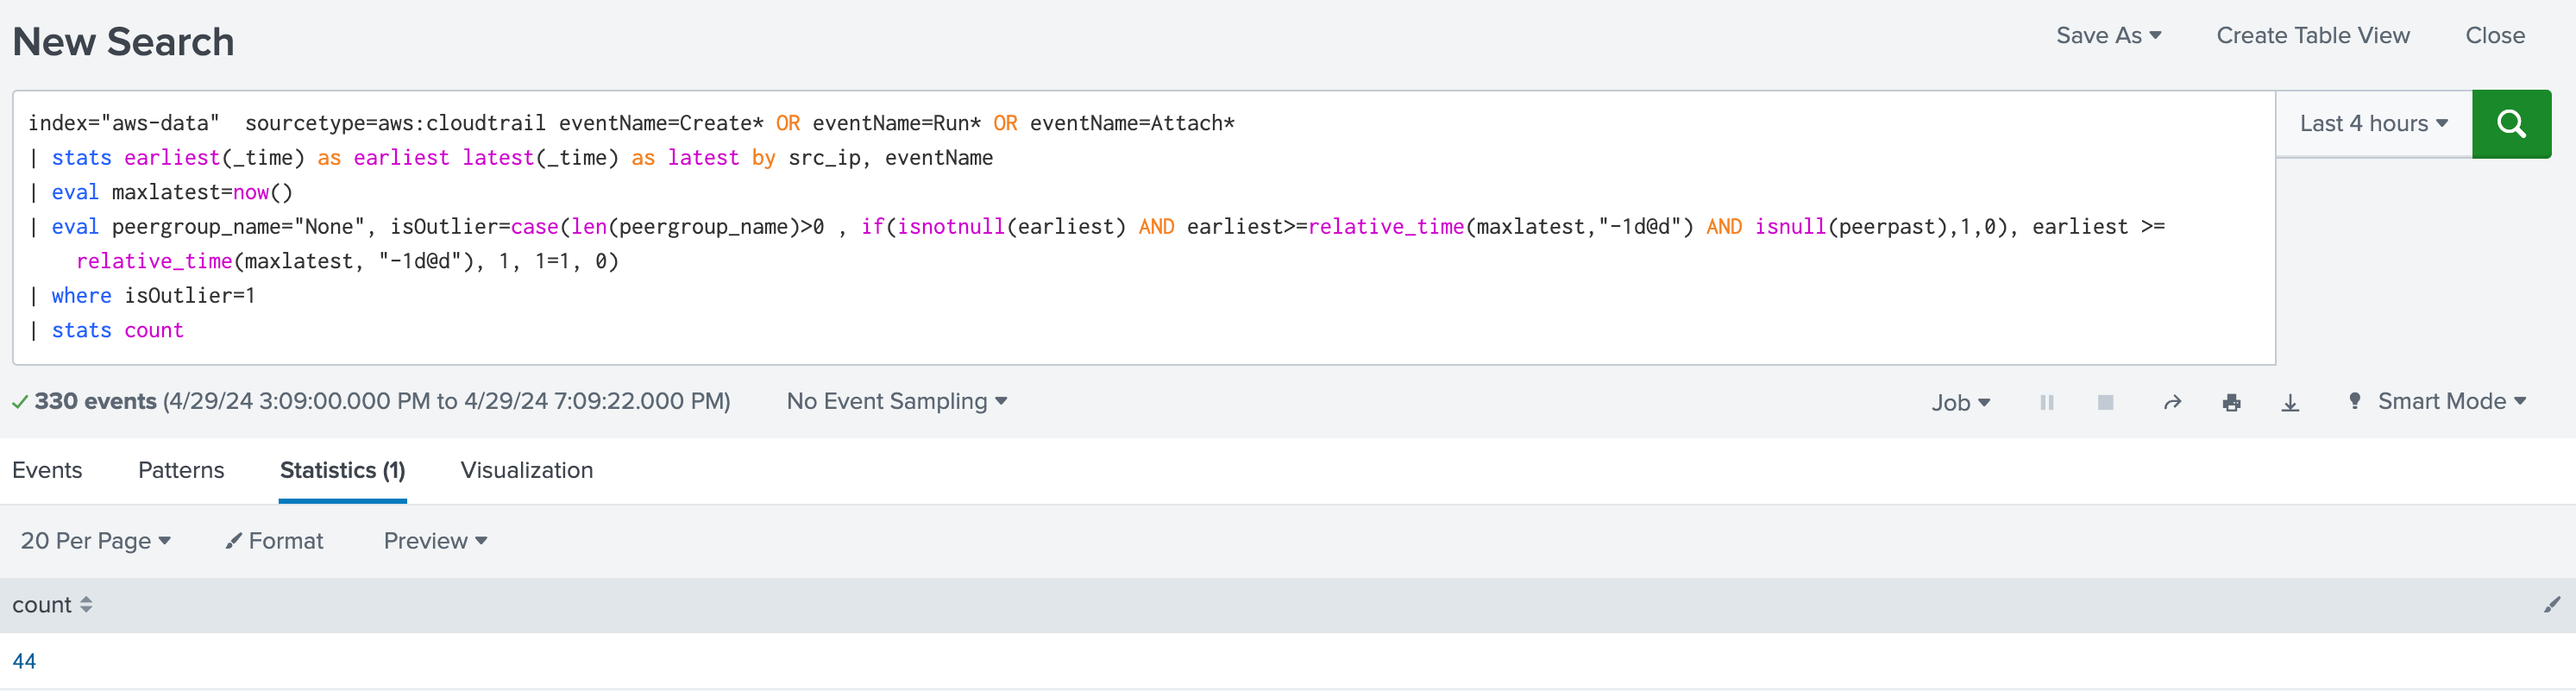 New Search
Save As
Create Table View
Close
index="aws-data"  sourcetype=aws:cloudtrail eventName=Create* OR eventName=Run* OR eventName=Attach*
| stats earliest(_time) as earliest latest(_time) as latest by src_ip, eventName
| eval maxlatest=now()
| eval peergroup_name="None", isOutlier=case(len(peergroup_name)>0 , if(isnotnull(earliest) AND earliest>=relative_time(maxlatest,"-1d@d") AND isnull(peerpast),1,0), earliest >=
relative_time(maxlatest, "-1d@d"), 1, 1=1, 0)
| where isOutlier=1
| stats count
Last 4 hours
330 events (4/29/24 3:09:00.000 PM to 4/29/24 7:09:22.000 PM)
No Event Sampling
Job
Smart Mode
Events
Patterns
Statistics (1)
Visualization
20 Per Page
Format
Preview
count
44